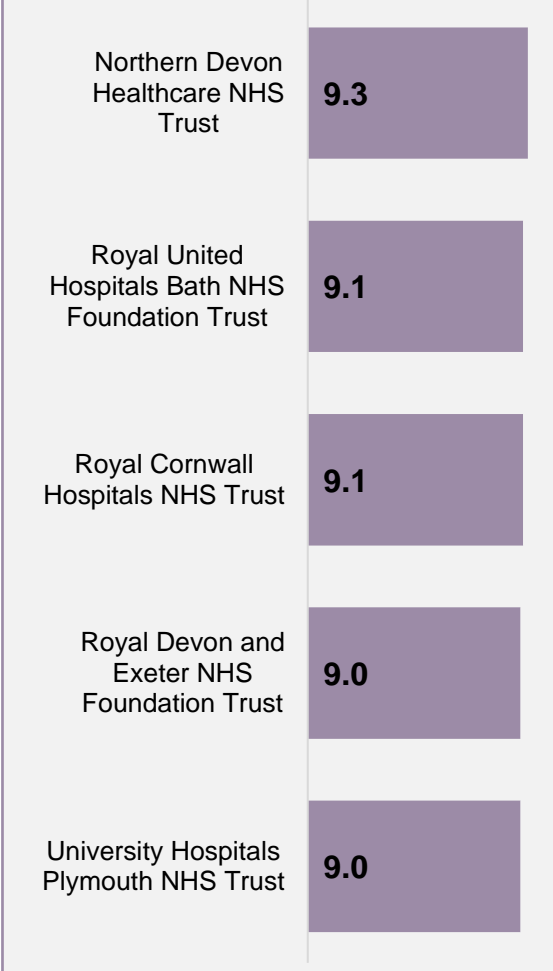 Northern Devon
Healthcare NHS
Trust
9.3
Royal United
Hospitals Bath NHS
Foundation Trust
9.1
Royal Cornwall
Hospitals NHS Trust
9.1
Royal Devon and
Exeter NHS
Foundation Trust
9.0
University Hospitals
Plymouth NHS Trust
9.0